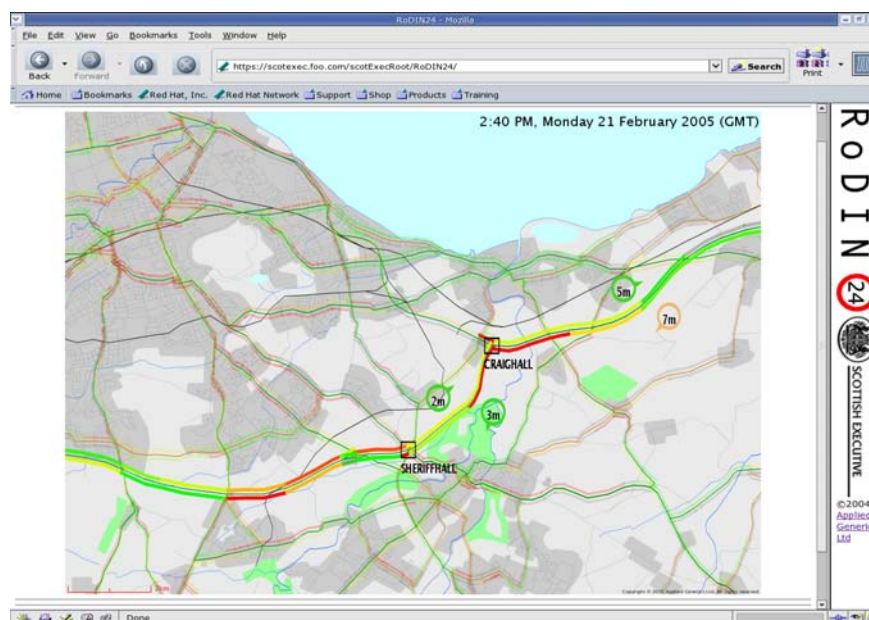 RoDIN24 - Mozilla
File Edit View Go Bookmarks Tools Window Help
Back Forward https://scotexec.foo.com/scotExecRoot/RoDIN24/ Search Print
Home Bookmarks Red Hat, Inc. Red Hat Network Support Shop Products Training
2:40 PM, Monday 21 February 2005 (GMT)
5m
7m
CRAIGHALL
2m
3m
SHERIFFHALL
RoDIN 24
SCOTTISH EXECUTIVE
©2004
Applied
Generic
Ltd
Done